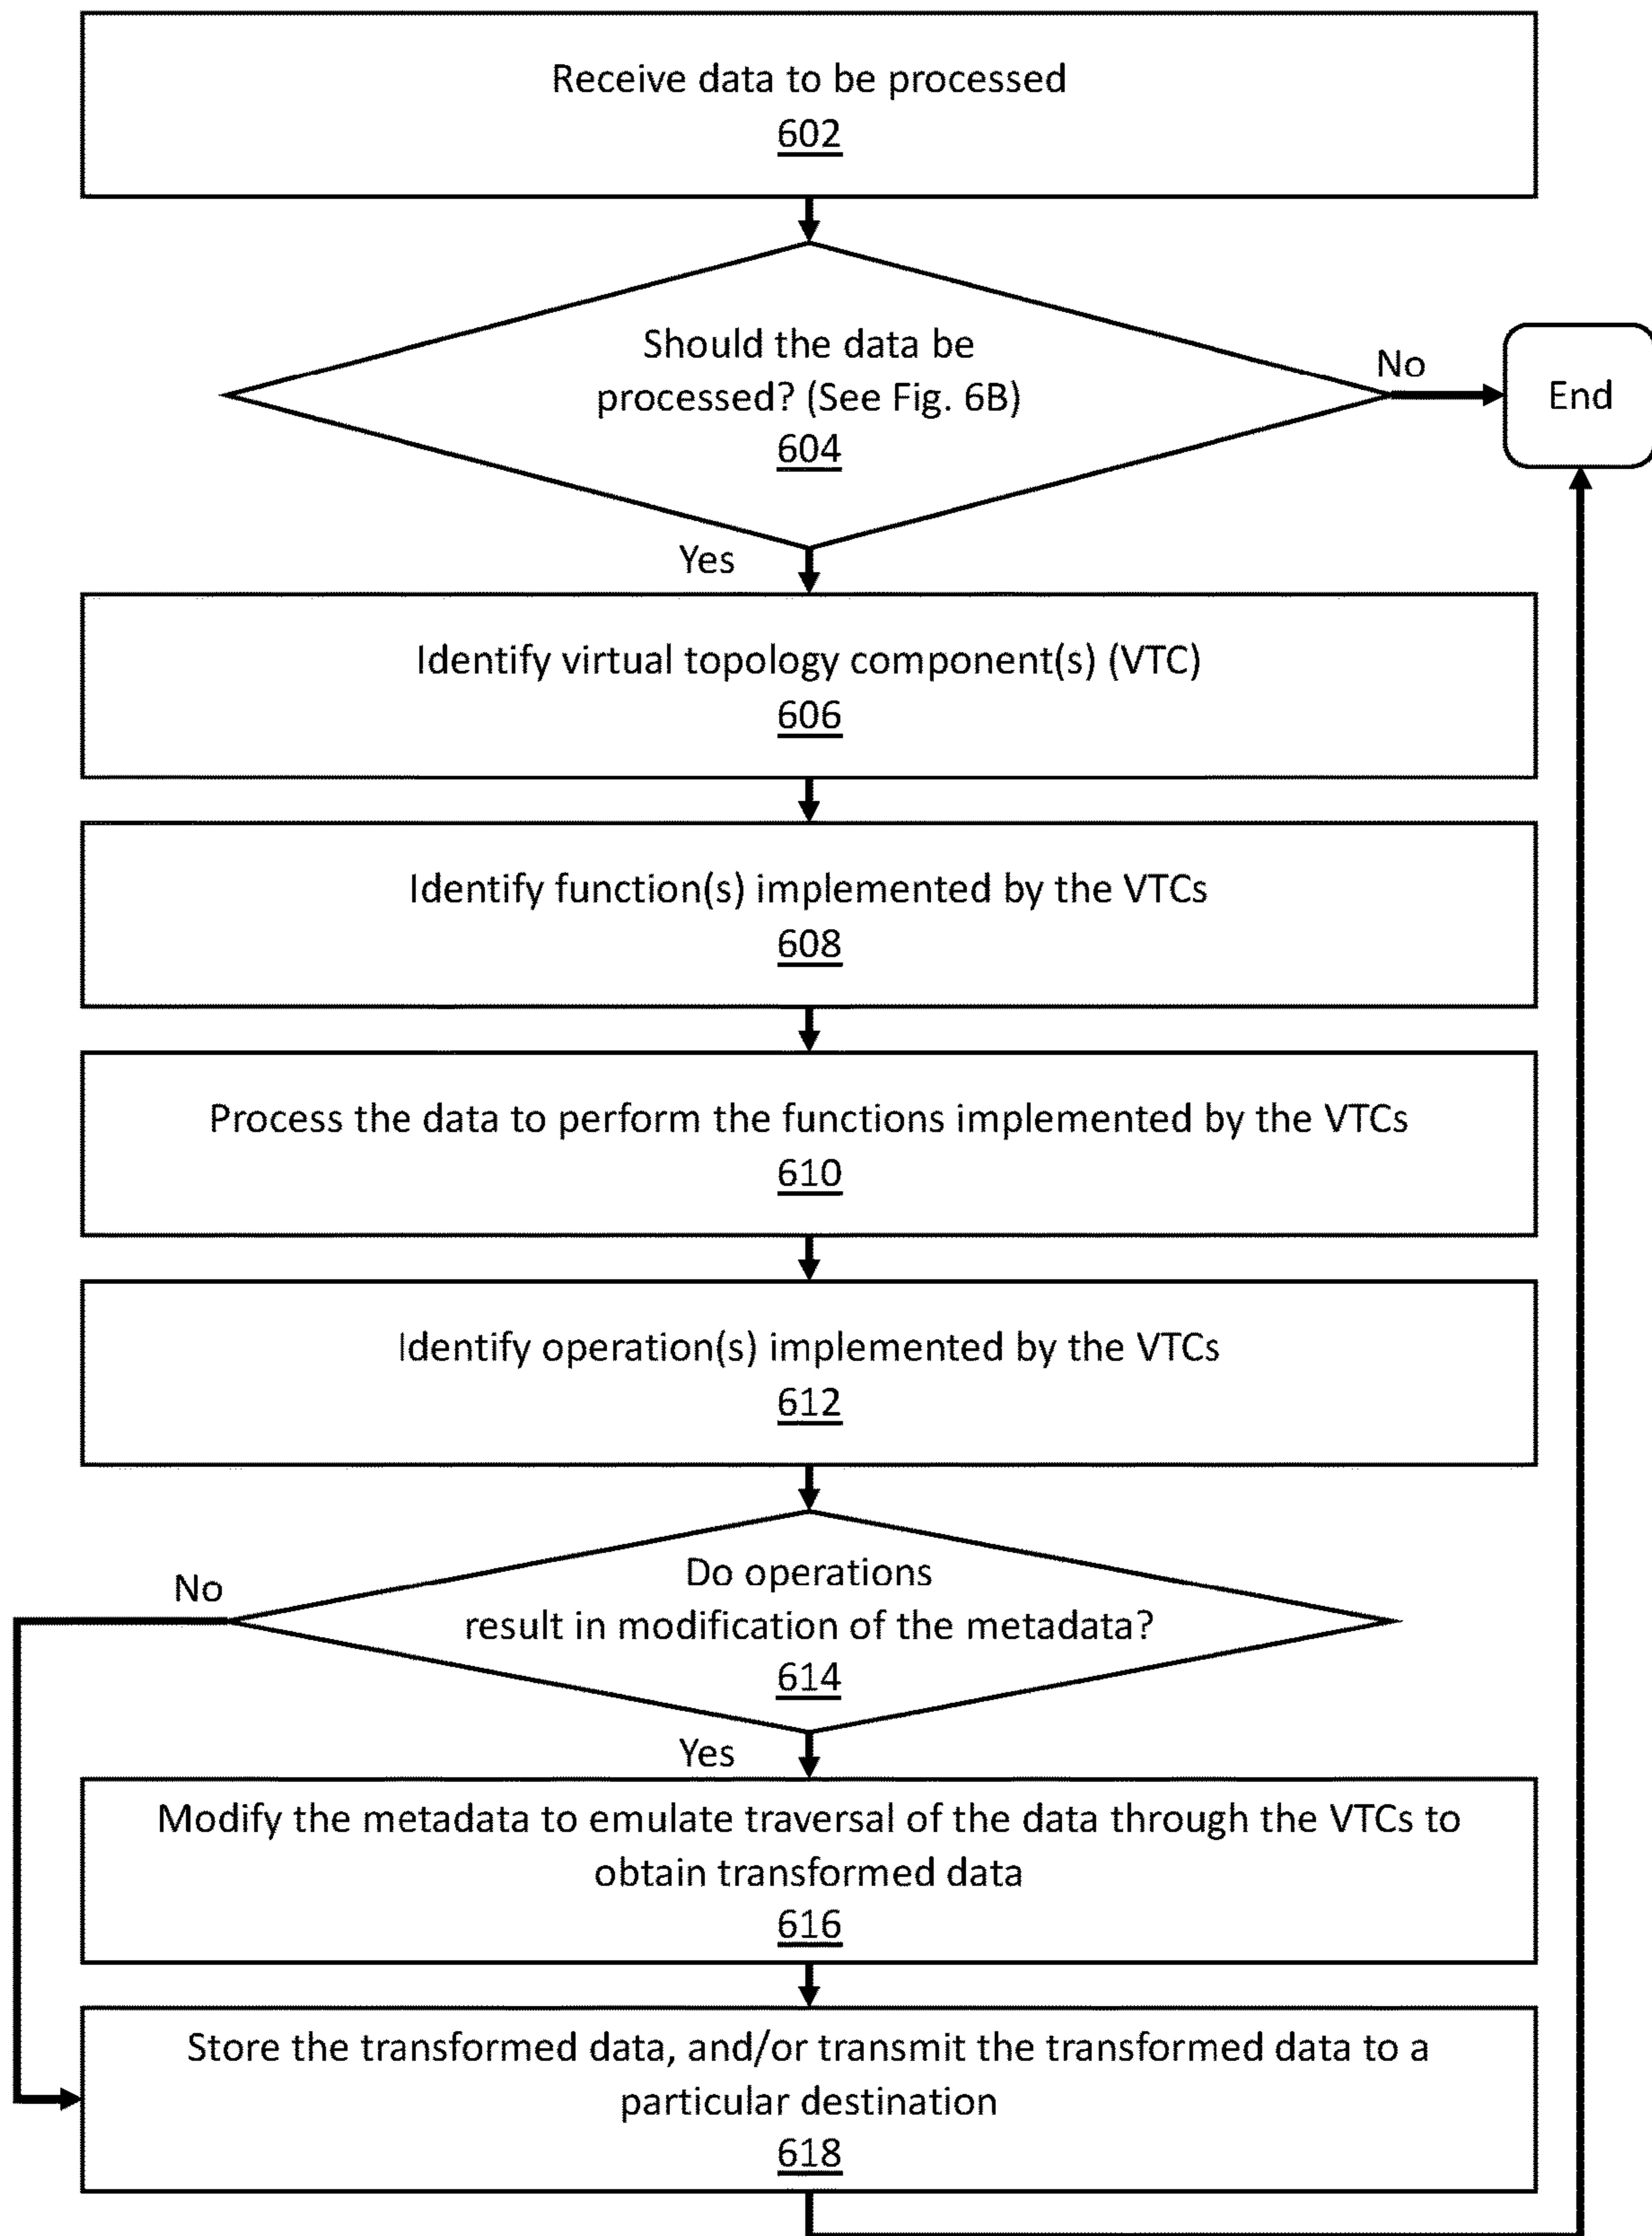 Receive data to be processed
602
Should the data be
processed? (See Fig. 6B)
604
No
End
Yes
Identify virtual topology component(s) (VTC)
606
Identify function(s) implemented by the VTCs
608
Process the data to perform the functions implemented by the VTCs
610
Identify operation(s) implemented by the VTCs
612
Do operations
result in modification of the metadata?
614
No
Yes
Modify the metadata to emulate traversal of the data through the VTCs to
obtain transformed data
616
Store the transformed data, and/or transmit the transformed data to a
particular destination
618